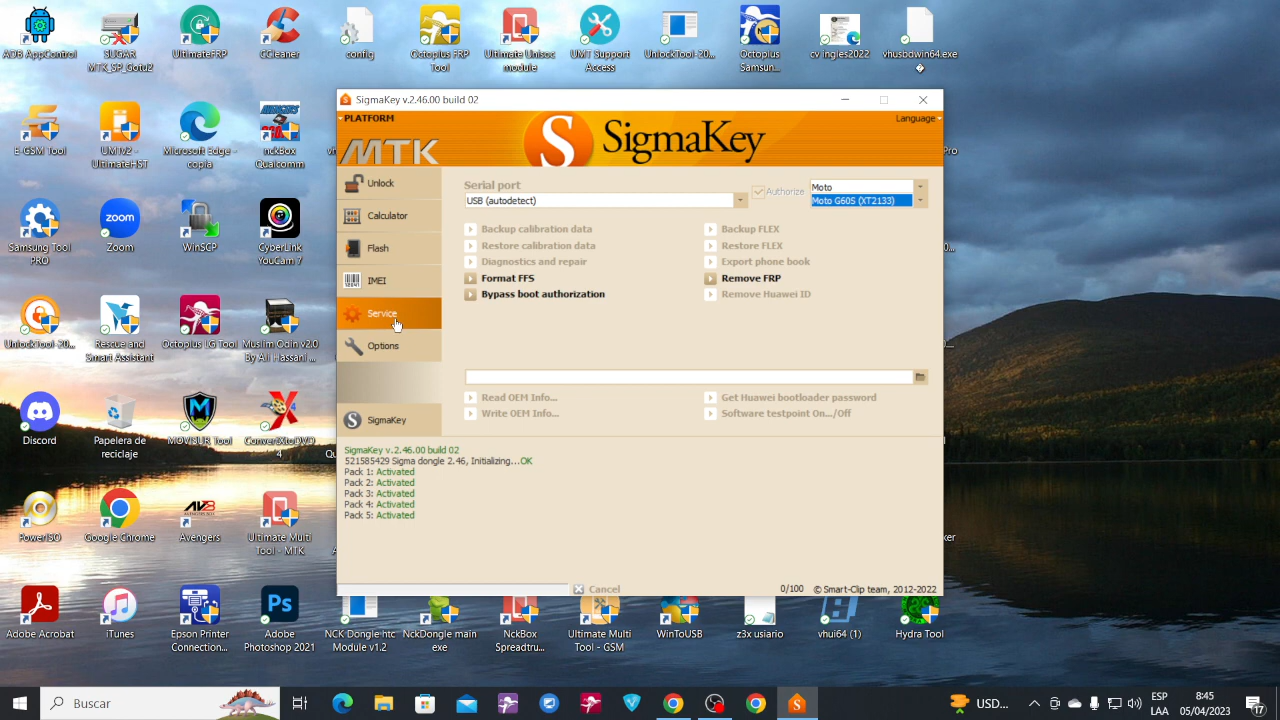 ADB AppControl
SUGAR
MTK_SP_Gotu2
UltimateFRP
CCleaner
config
Octoplus FRP
Tool
Ultimate Unisoc
module
UMT Support
Access
UnlockTool-20...
Octoplus
Samsun...
cv ingles2022
vhusbdwin64.exe
E-GSM Tool
UMTv2 -
UltimateHST
Microsoft Edge -
copia
nckBox
Qualcomm
Samsung Tool
PRO
Zoom
WinSCP
CyberLink
YouCam 7
UnlockTool-20...
Rescue and
Smart Assistant
Octoplus LG Tool
Muslim Odin v2.0
By Ali Hassani ...
Discord
Papelera de
reciclaje
MOVISUR Tool
ConvertXtoDVD
4
PowerISO
Google Chrome
Avengers
Ultimate Multi
Tool - MTK
Adobe Acrobat
iTunes
Epson Printer
Connection...
Adobe
Photoshop 2021
NCK Dongle htc
Module v1.2
NckDongle main
exe
NckBox
Spreadtru...
Ultimate Multi
Tool - GSM
WinToUSB
z3x usiario
vhui64 (1)
Hydra Tool
SigmaKey v.2.46.00 build 02
PLATFORM
MTK
SigmaKey
Language
Unlock
Calculator
Flash
IMEI
Service
Options
SigmaKey
Serial port
USB (autodetect)
Authorize
Moto
Moto G60S (XT2133)
Backup calibration data
Restore calibration data
Diagnostics and repair
Format FFS
Bypass boot authorization
Backup FLEX
Restore FLEX
Export phone book
Remove FRP
Remove Huawei ID
Read OEM Info...
Write OEM Info...
Get Huawei bootloader password
Software testpoint On.../Off
SigmaKey v.2.46.00 build 02
521585429 Sigma dongle 2.46, Initializing...OK
Pack 1: Activated
Pack 2: Activated
Pack 3: Activated
Pack 4: Activated
Pack 5: Activated
Cancel
0/100
© Smart-Clip team, 2012-2022
Buscar
USD...
ESP
LAA
8:45
05/04/2023
17